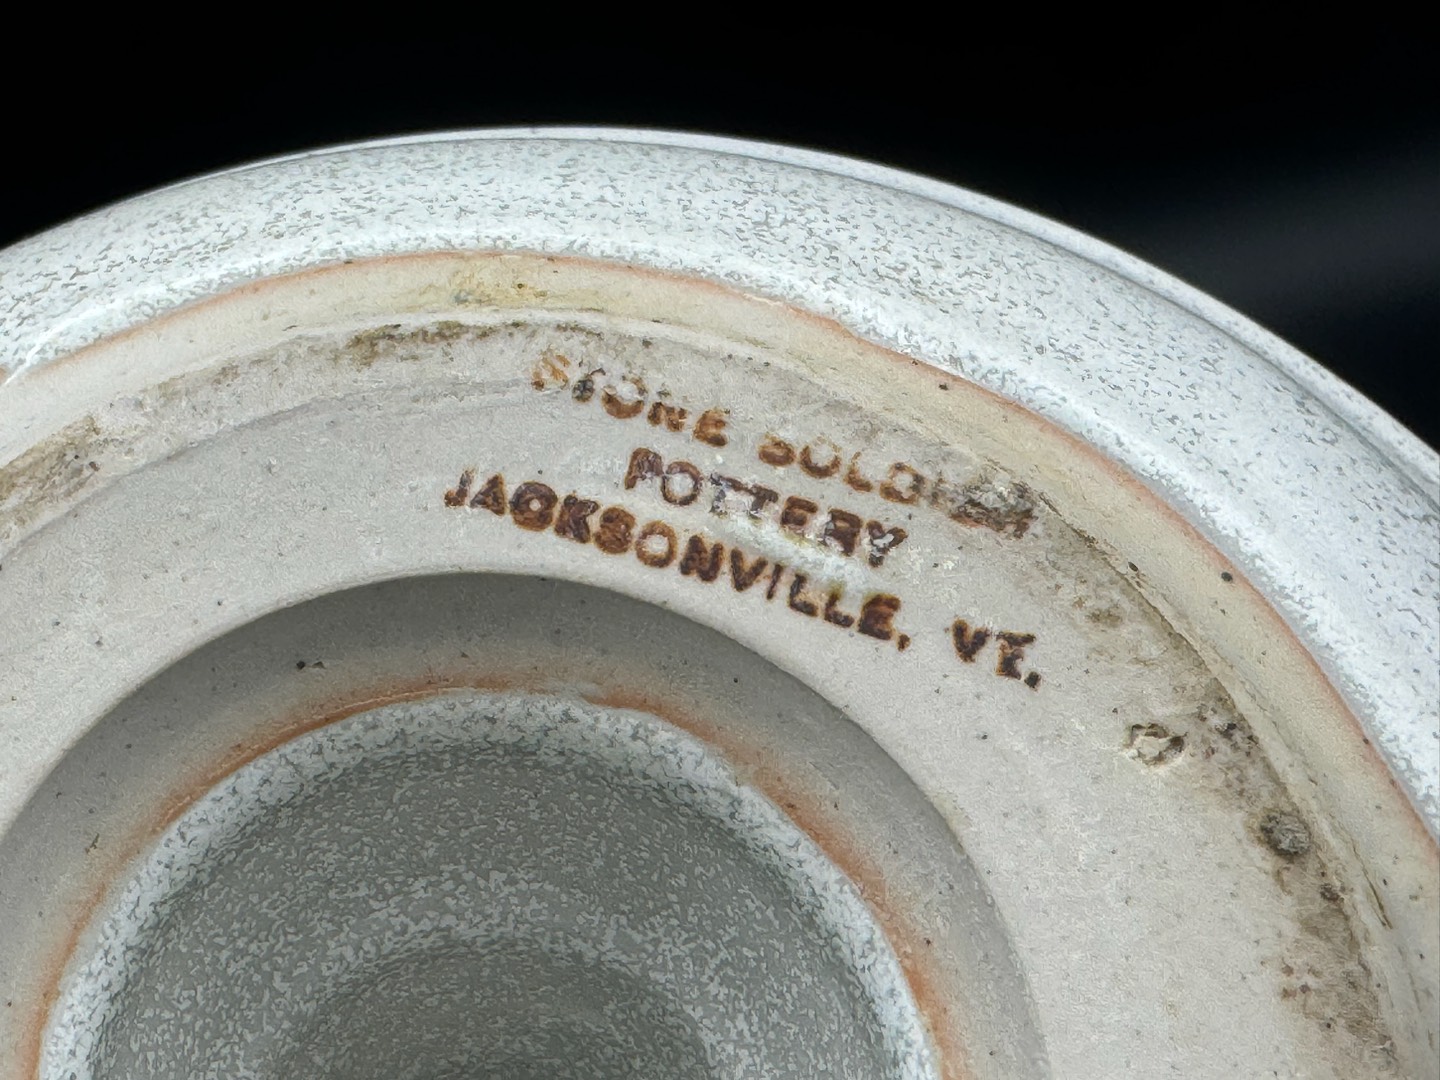 STONE SOLDIER
POTTERY
JACKSONVILLE, VT.